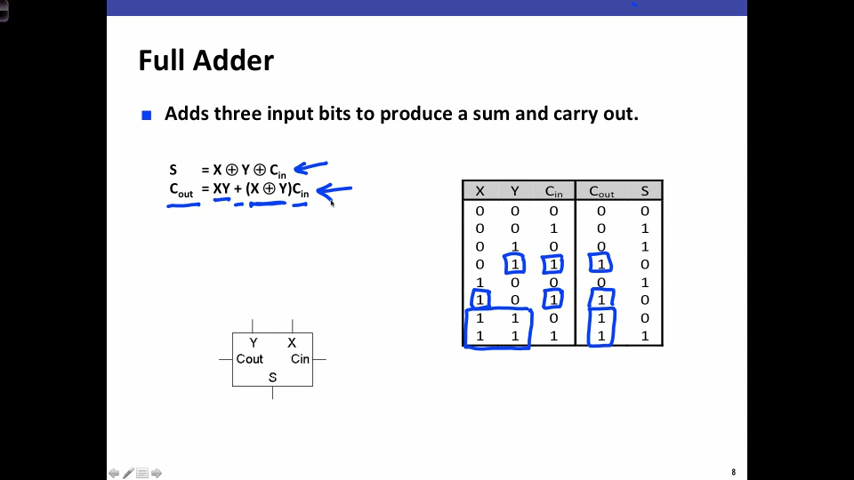 Full Adder
Adds three input bits to produce a sum and carry out.
S = X ⊕ Y ⊕ Cin
Cout = XY + (X ⊕ Y)Cin
X Y Cin Cout S
0 0 0 0 0
0 0 1 0 1
0 1 0 0 1
0 1 1 1 0
1 0 0 0 1
1 0 1 1 0
1 1 0 1 0
1 1 1 1 1
Y X
Cout Cin
S
8